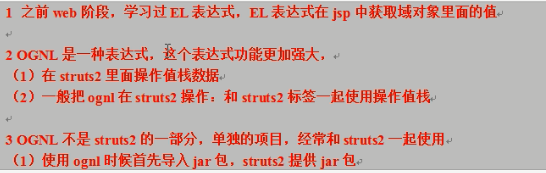 1 之前 web 阶段，学习过 EL 表达式，EL 表达式在 jsp 中获取域对象里面的值
2 OGNL 是一种表达式，这个表达式功能更加强大，
（1）在 struts2 里面操作值栈数据
（2）一般把 ognl 在 struts2 操作：和 struts2 标签一起使用操作值栈
3 OGNL 不是 struts2 的一部分，单独的项目，经常和 struts2 一起使用
（1）使用 ognl 时候首先导入 jar 包，struts2 提供 jar 包